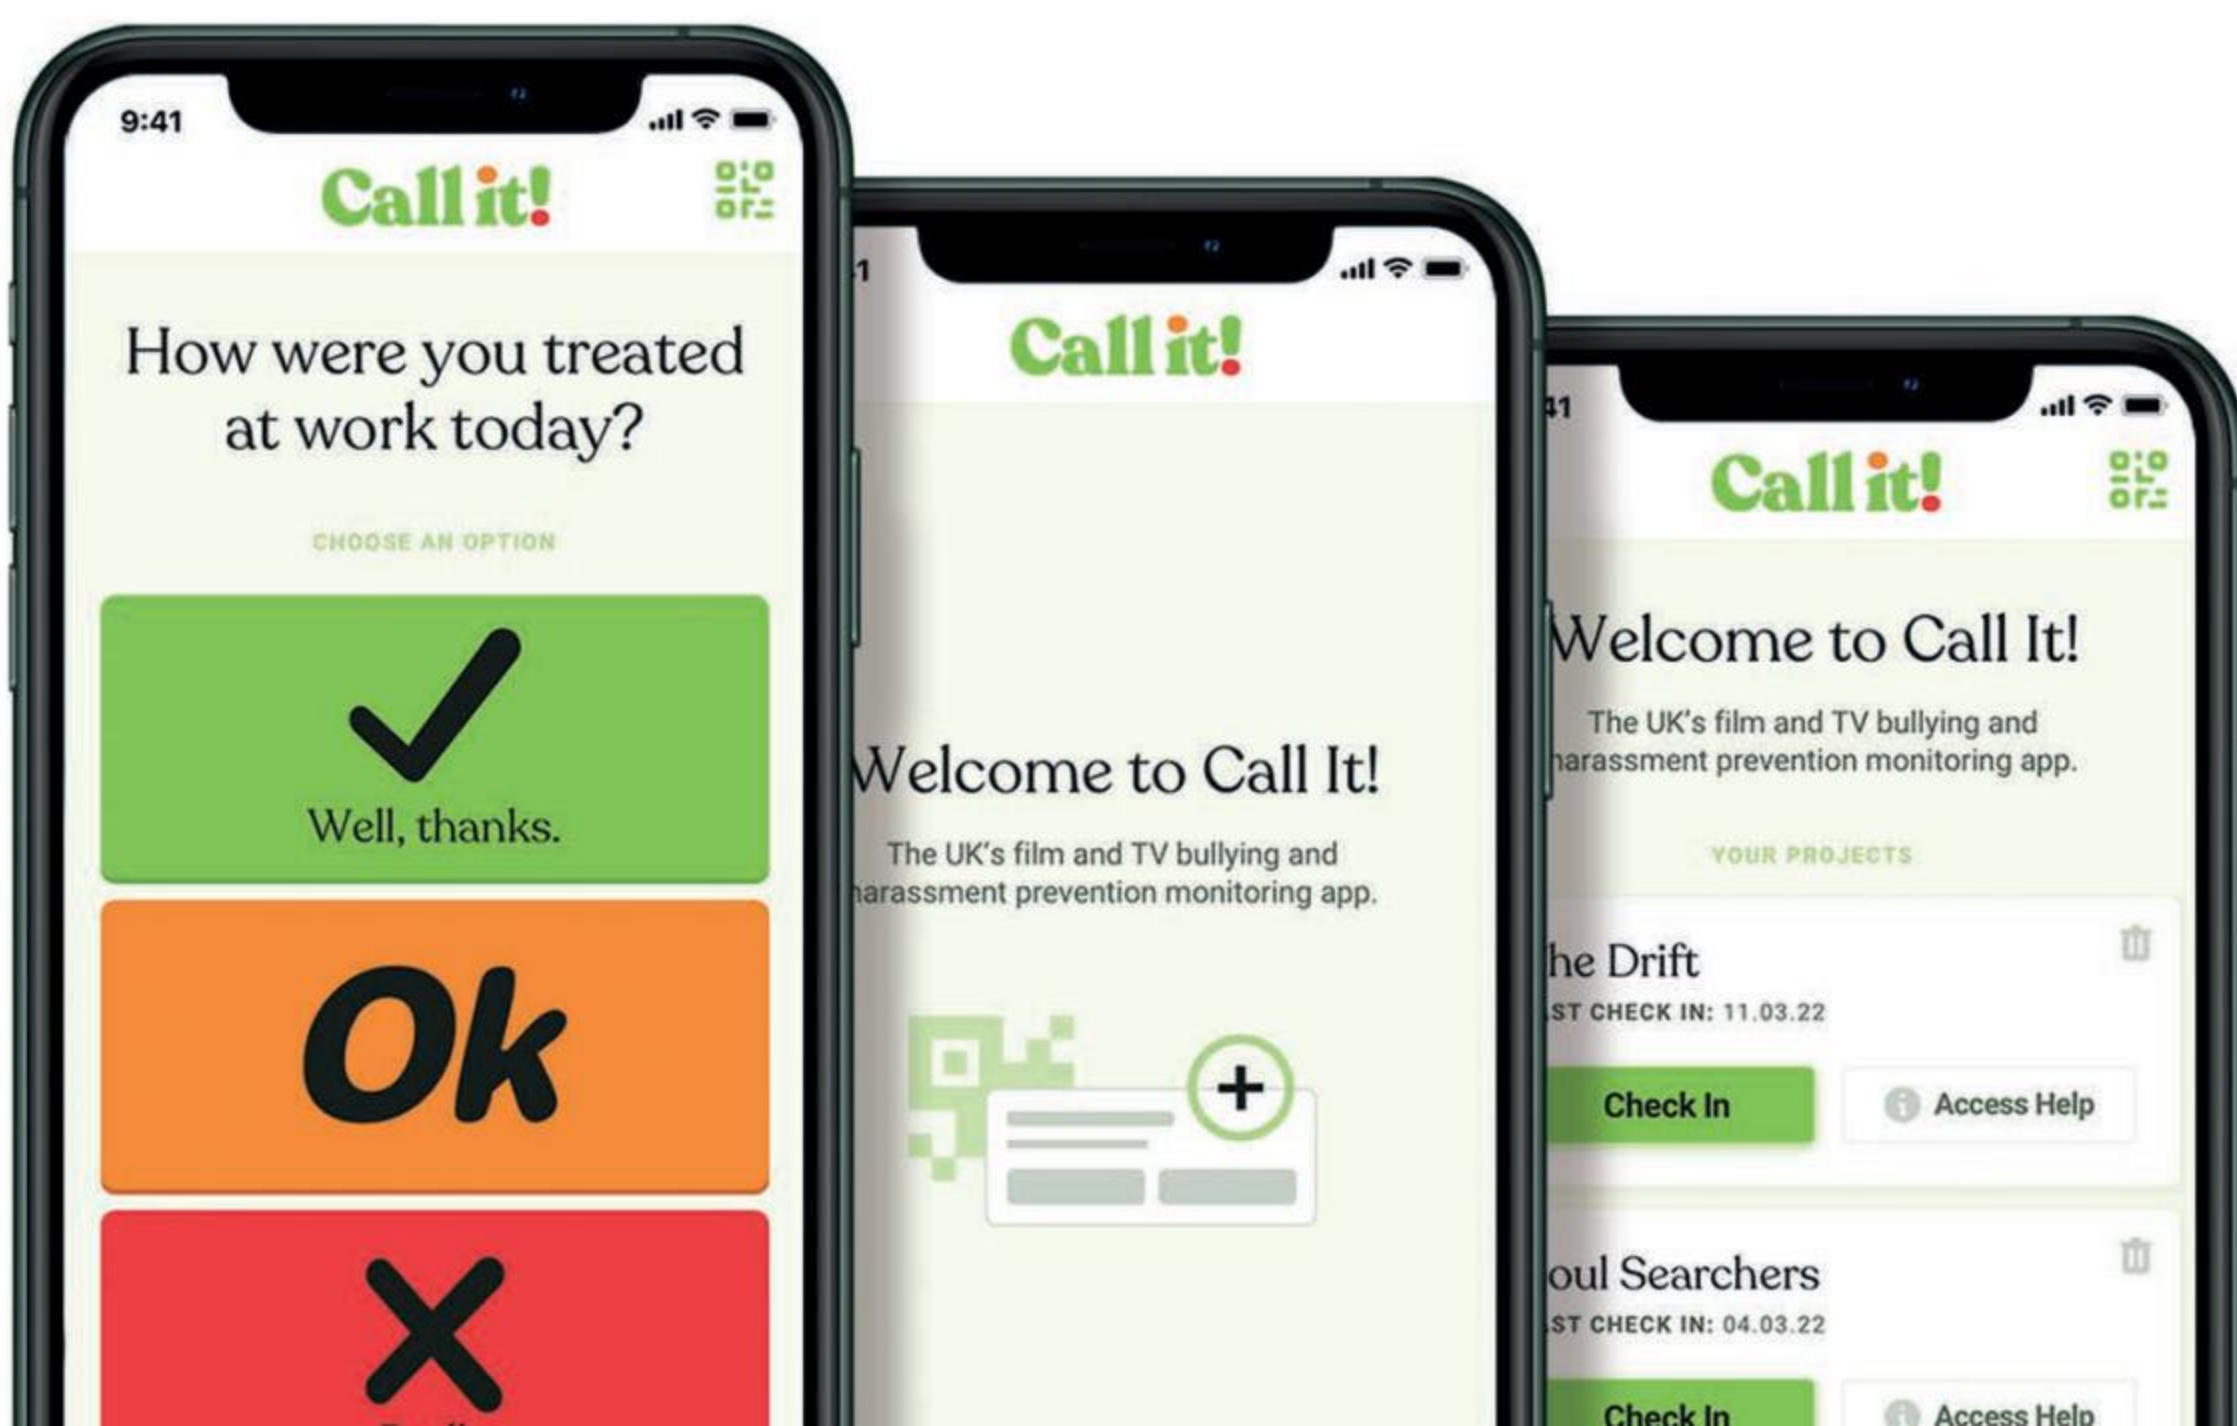 9:41
Call it!
How were you treated
at work today?
CHOOSE AN OPTION
Well, thanks.
Ok
Call it!
Welcome to Call It!
The UK's film and TV bullying and
harassment prevention monitoring app.
41
Call it!
Welcome to Call It!
The UK's film and TV bullying and
harassment prevention monitoring app.
YOUR PROJECTS
he Drift
ST CHECK IN: 11.03.22
Check In
Access Help
oul Searchers
ST CHECK IN: 04.03.22
Check In
Access Help